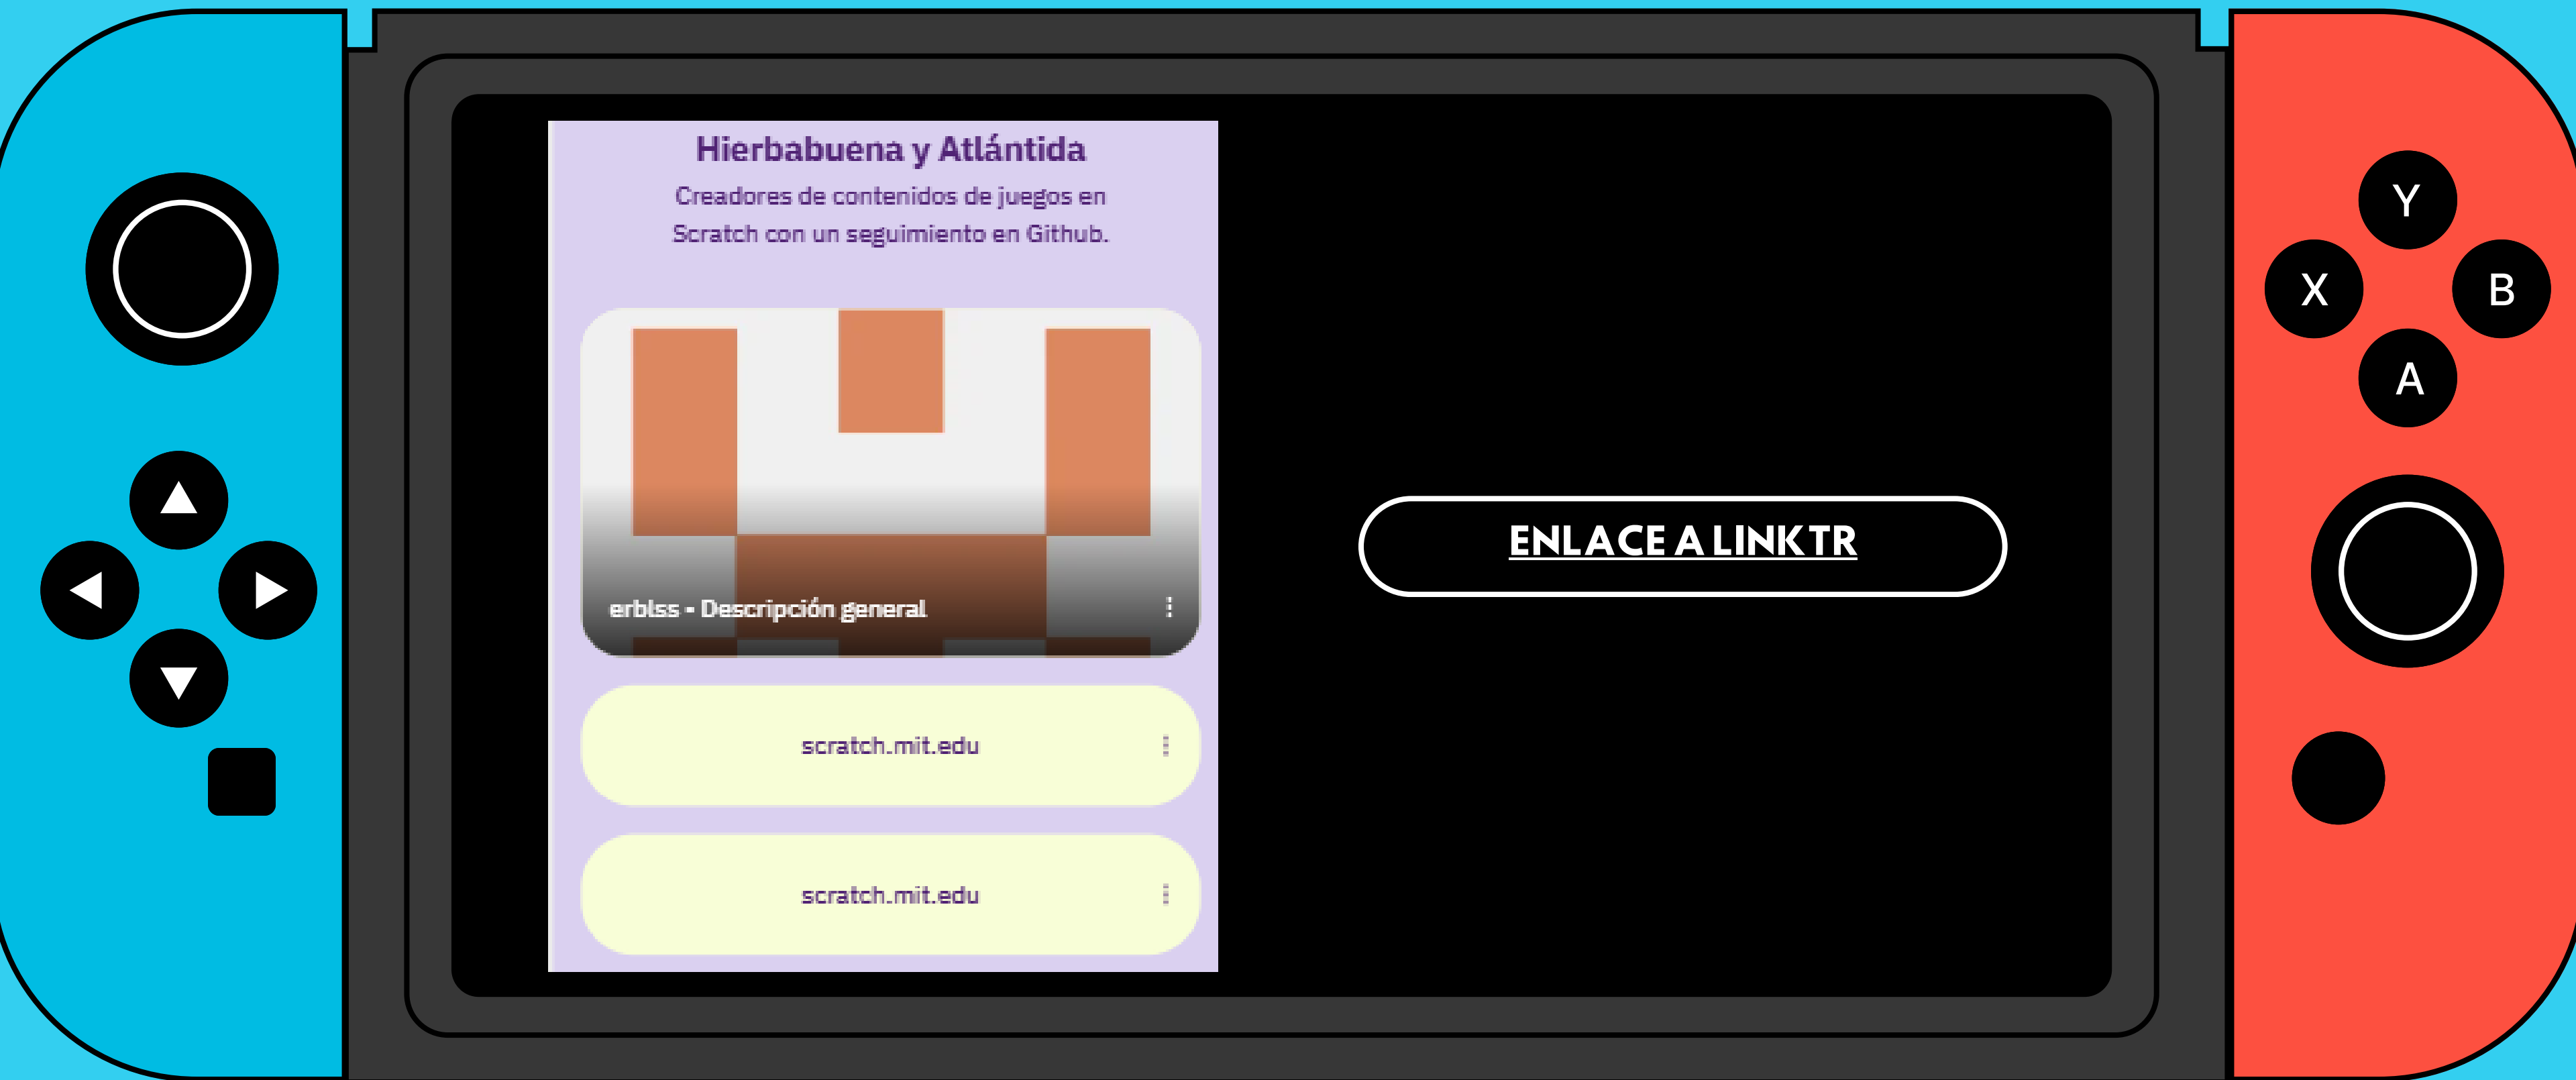 Hierbabuena y Atlántida
Creadores de contenidos de juegos en
Scratch con un seguimiento en Github.
erblss - Descripción general
scratch.mit.edu
scratch.mit.edu
ENLACE A LINKTR
Y
X
B
A